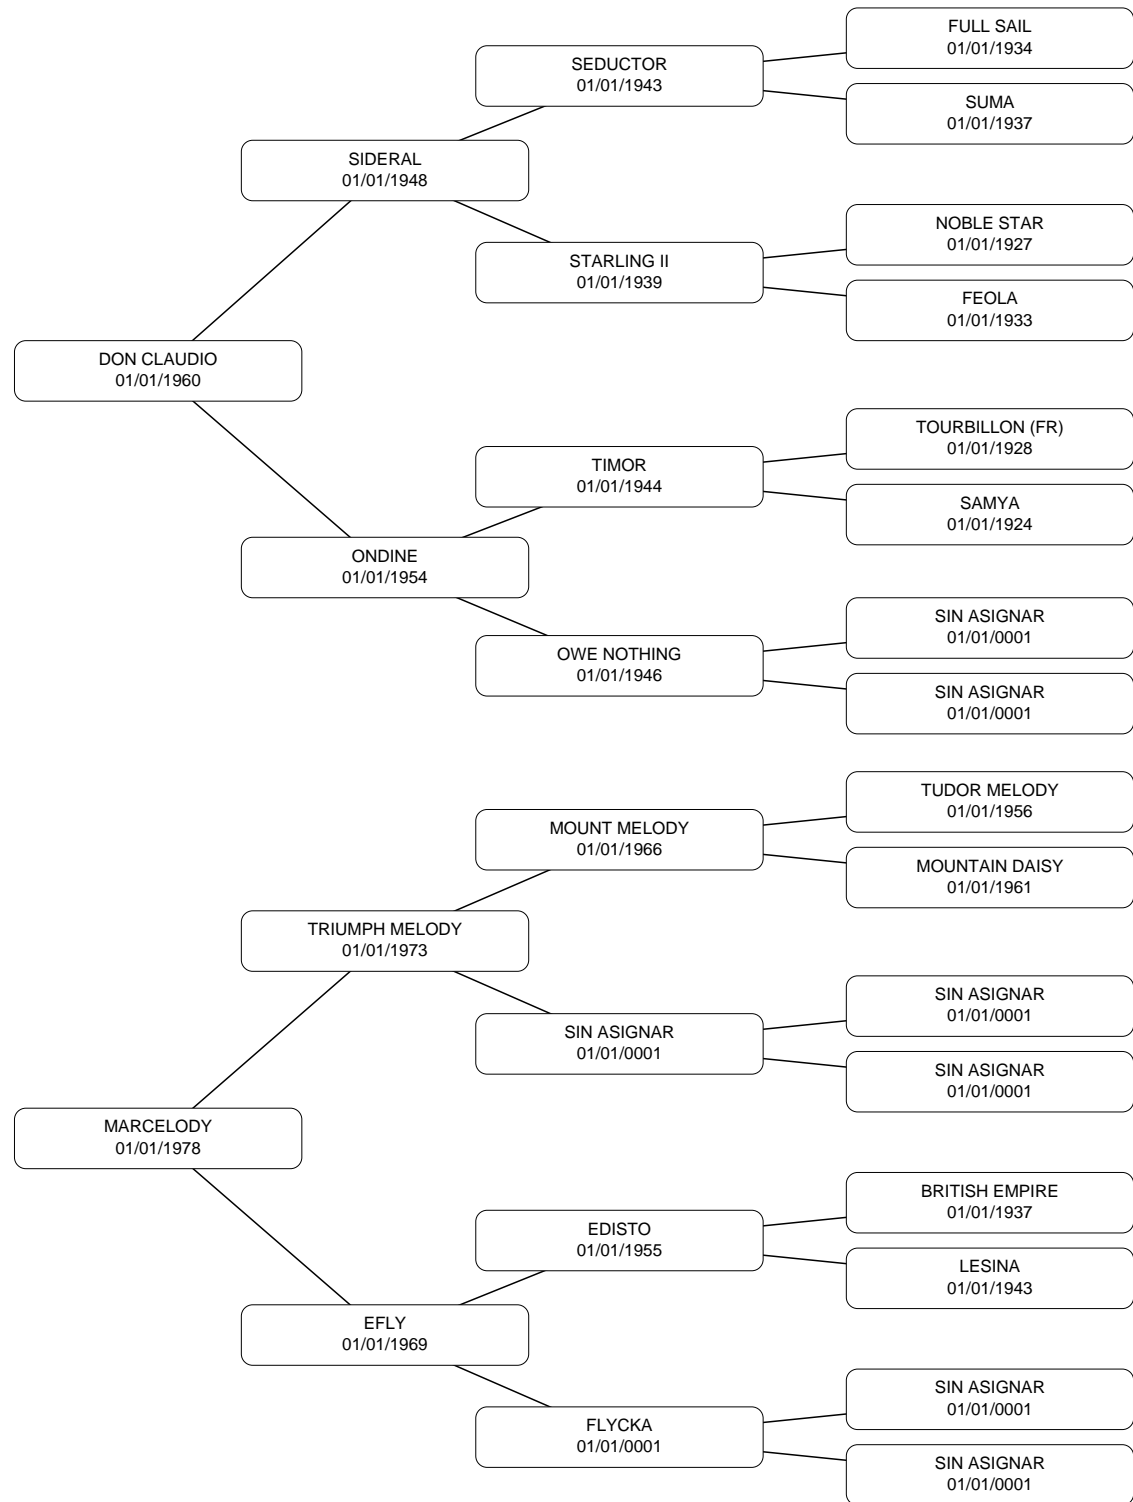 FULL SAIL
01/01/1934
SEDUCTOR
01/01/1943
SUMA
01/01/1937
SIDERAL
01/01/1948
NOBLE STAR
01/01/1927
STARLING II
01/01/1939
FEOLA
01/01/1933
DON CLAUDIO
01/01/1960
TOURBILLON (FR)
01/01/1928
TIMOR
01/01/1944
SAMYA
01/01/1924
ONDINE
01/01/1954
SIN ASIGNAR
01/01/0001
OWE NOTHING
01/01/1946
SIN ASIGNAR
01/01/0001
TUDOR MELODY
01/01/1956
MOUNT MELODY
01/01/1966
MOUNTAIN DAISY
01/01/1961
TRIUMPH MELODY
01/01/1973
SIN ASIGNAR
01/01/0001
SIN ASIGNAR
01/01/0001
SIN ASIGNAR
01/01/0001
MARCELODY
01/01/1978
BRITISH EMPIRE
01/01/1937
EDISTO
01/01/1955
LESINA
01/01/1943
EFLY
01/01/1969
SIN ASIGNAR
01/01/0001
FLYCKA
01/01/0001
SIN ASIGNAR
01/01/0001